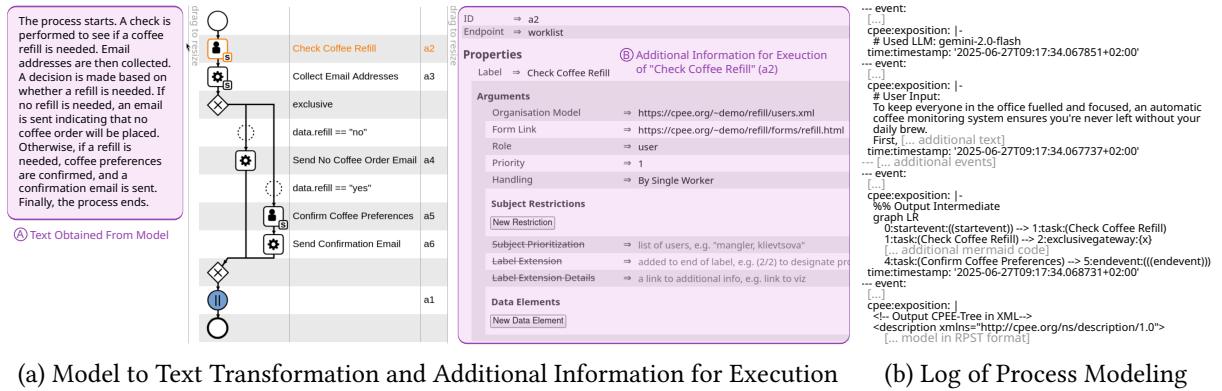 The process starts. A check is
performed to see if a coffee
refill is needed. Email
addresses are then collected.
A decision is made based on
whether a refill is needed. If
no refill is needed, an email
is sent indicating that no
coffee order will be placed.
Otherwise, if a refill is
needed, coffee preferences
are confirmed, and a
confirmation email is sent.
Finally, the process ends.
Ⓐ Text Obtained From Model
drag to resize
Check Coffee Refill a2
Collect Email Addresses a3
exclusive
data.refill == "no"
Send No Coffee Order Email a4
data.refill == "yes"
Confirm Coffee Preferences a5
Send Confirmation Email a6
a1
drag to resize
ID ⇒ a2
Endpoint ⇒ worklist
Properties
Label ⇒ Check Coffee Refill
Ⓑ Additional Information for Exeuction
of "Check Coffee Refill" (a2)
Arguments
Organisation Model ⇒ https://cpee.org/~demo/refill/users.xml
Form Link ⇒ https://cpee.org/~demo/refill/forms/refill.html
Role ⇒ user
Priority ⇒ 1
Handling ⇒ By Single Worker
Subject Restrictions
New Restriction
Subject Prioritization ⇒ list of users, e.g. "mangler, klievtsova"
Label Extension ⇒ added to end of label, e.g. (2/2) to designate pro
Label Extension Details ⇒ a link to additional info, e.g. link to viz
Data Elements
New Data Element
--- event:
[...]
cpee:exposition: |-
# Used LLM: gemini-2.0-flash
time:timestamp: '2025-06-27T09:17:34.067851+02:00'
--- event:
[...]
cpee:exposition: |-
# User Input:
To keep everyone in the office fuelled and focused, an automatic
coffee monitoring system ensures you're never left without your
daily brew.
First, [... additional text]
time:timestamp: '2025-06-27T09:17:34.067737+02:00'
--- [... additional events]
--- event:
[...]
cpee:exposition: |-
%% Output Intermediate
graph LR
0:startevent:((startevent)) --> 1:task:(Check Coffee Refill)
1:task:(Check Coffee Refill) --> 2:exclusivegateway:{x}
[... additional mermaid code]
4:task:(Confirm Coffee Preferences) --> 5:endevent:(((endevent)))
time:timestamp: '2025-06-27T09:17:34.068731+02:00'
--- event:
[...]
cpee:exposition: |
<!-- Output CPEE-Tree in XML-->
<description xmlns="http://cpee.org/ns/description/1.0">
[... model in RPST format]
(a) Model to Text Transformation and Additional Information for Execution
(b) Log of Process Modeling